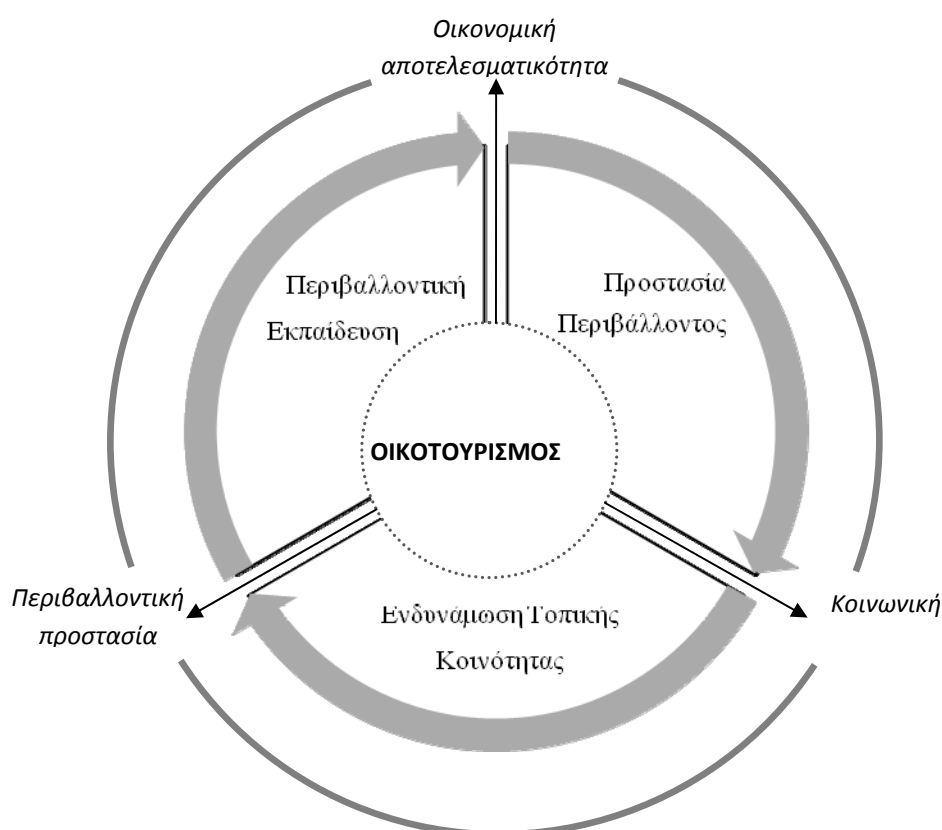 Οικονομική
αποτελεσματικότητα
Περιβαλλοντική
Εκπαίδευση
Προστασία
Περιβάλλοντος
ΟΙΚΟΤΟΥΡΙΣΜΟΣ
Περιβαλλοντική
προστασία
Κοινωνική
Ενδυνάμωση Τοπικής
Κοινότητας